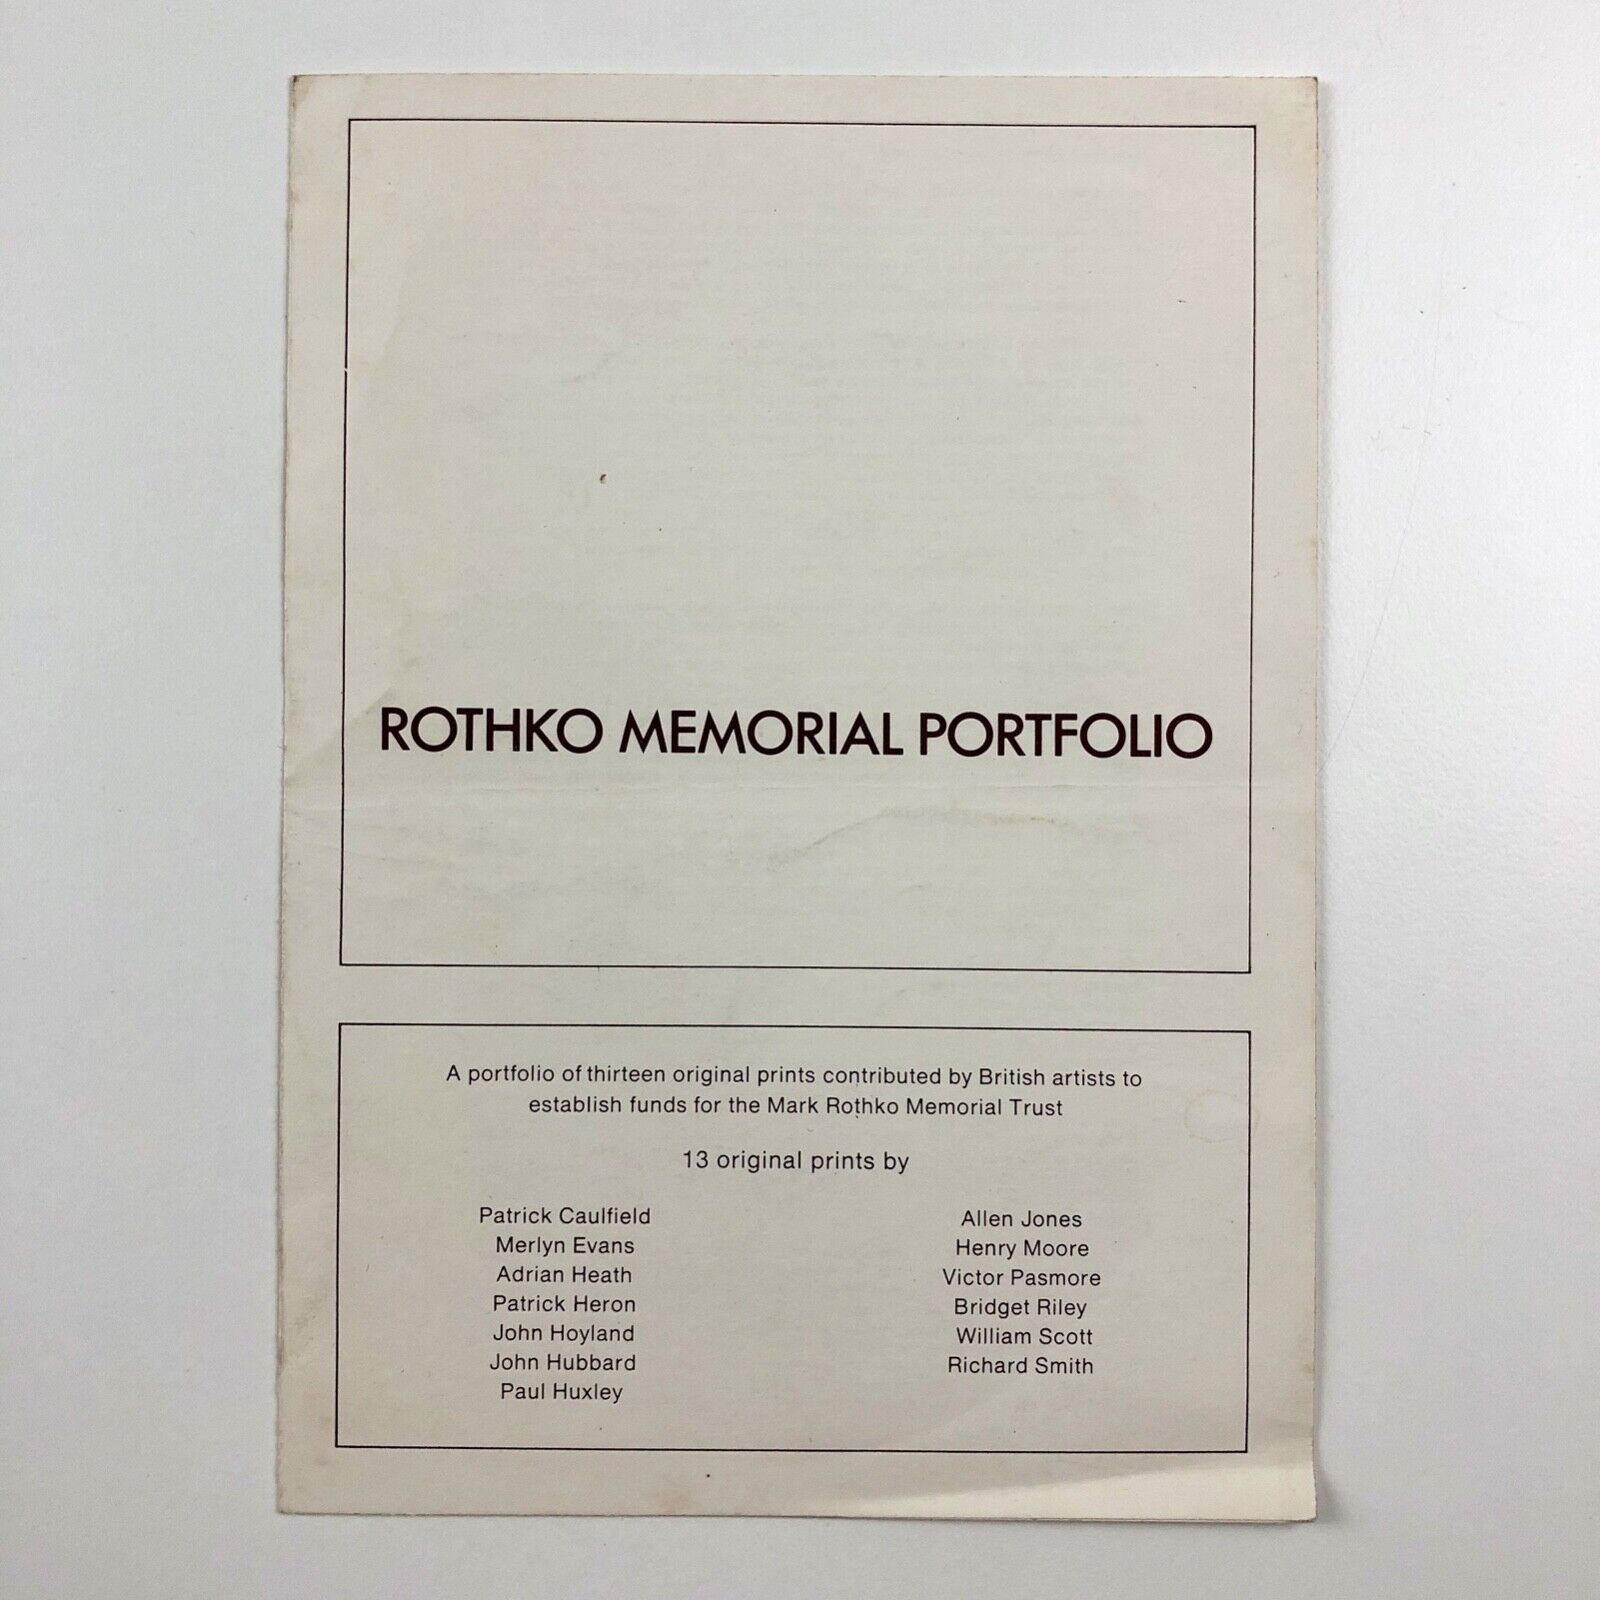 ROTHKO MEMORIAL PORTFOLIO
A portfolio of thirteen original prints contributed by British artists to
establish funds for the Mark Rothko Memorial Trust
13 original prints by
Patrick Caulfield
Merlyn Evans
Adrian Heath
Patrick Heron
John Hoyland
John Hubbard
Paul Huxley
Allen Jones
Henry Moore
Victor Pasmore
Bridget Riley
William Scott
Richard Smith